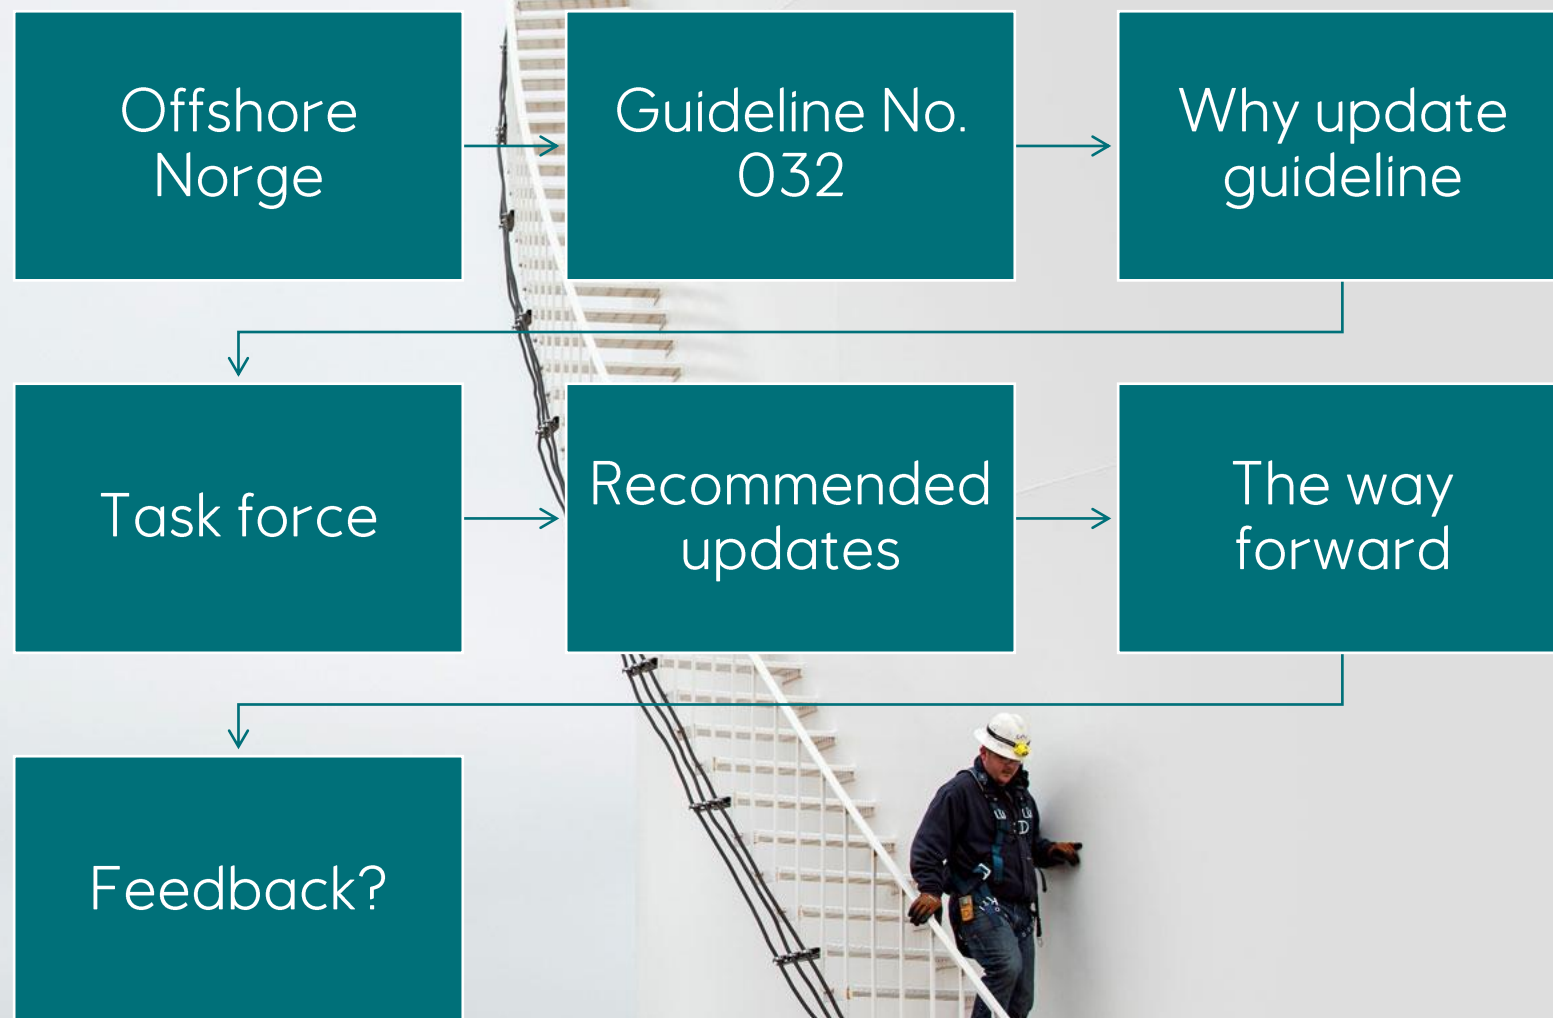 Offshore
Norge
Guideline No.
032
Why update
guideline
Task force
Recommended
updates
The way
forward
Feedback?